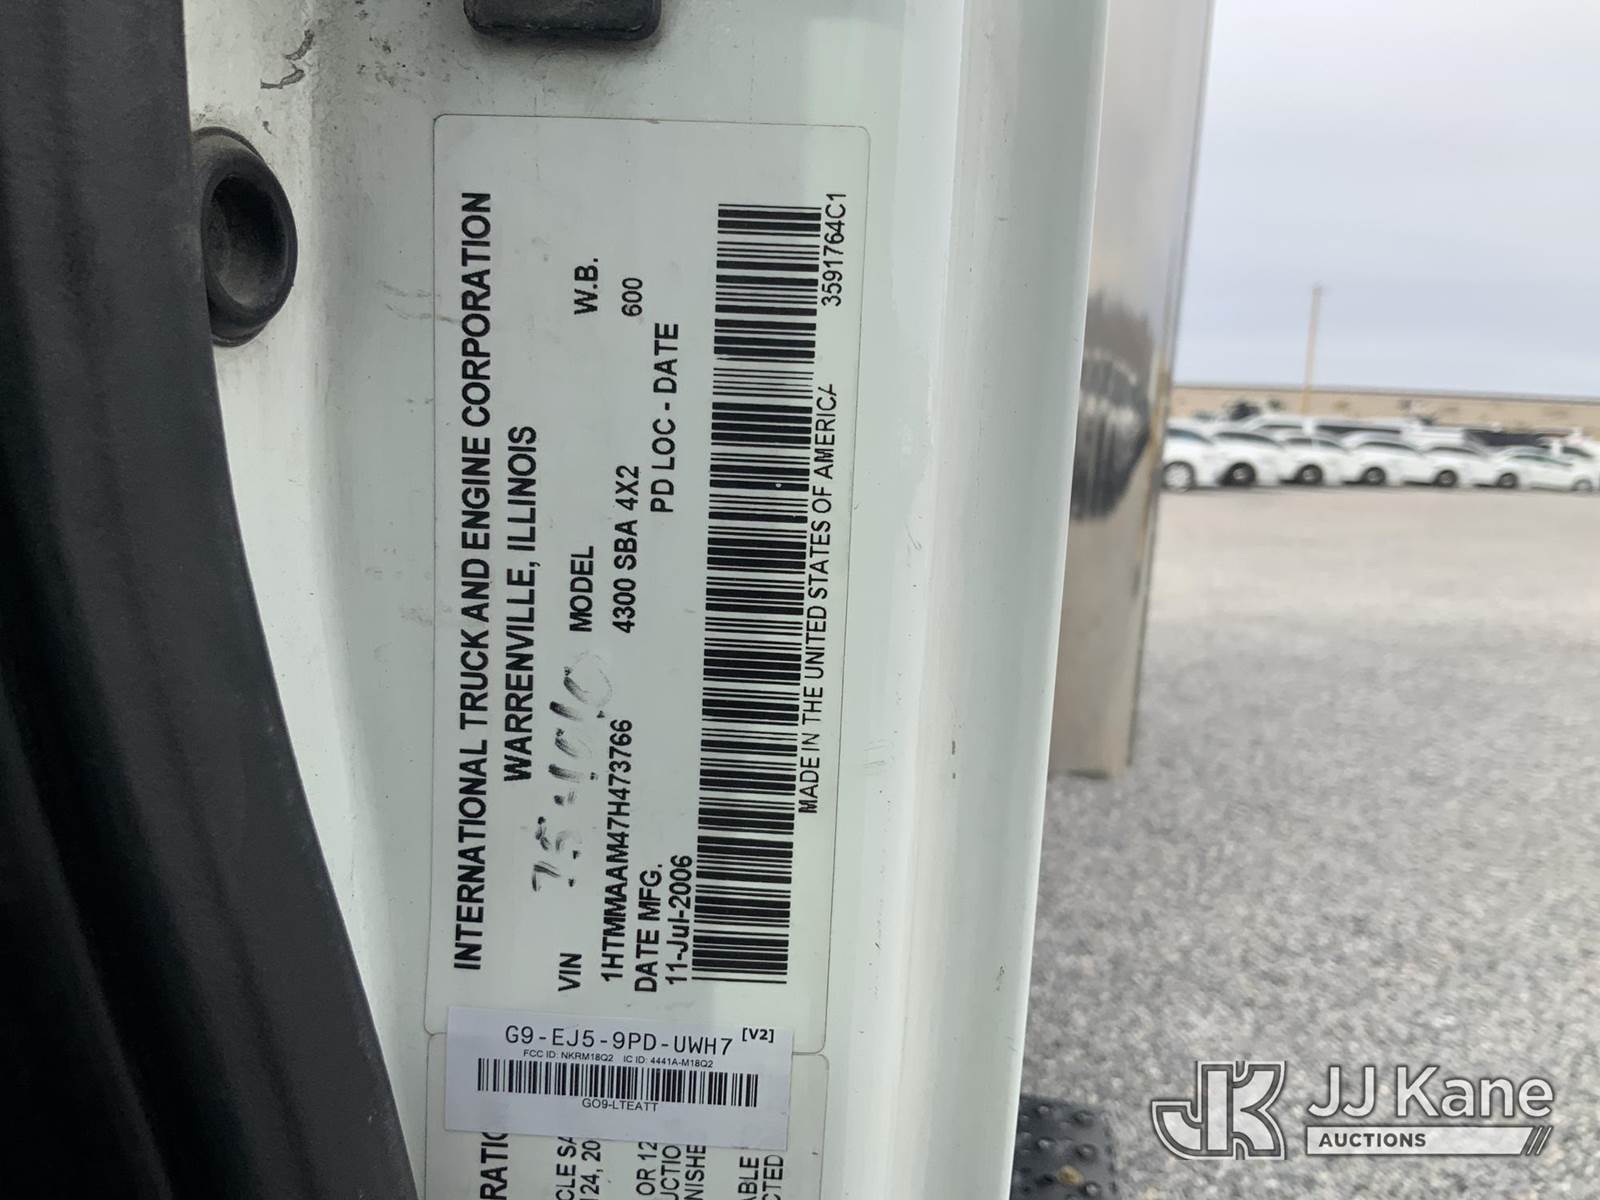 INTERNATIONAL TRUCK AND ENGINE CORPORATION
WARRENVILLE, ILLINOIS
VIN MODEL W.B.
1HTMMAAM47H473766 4300 SBA 4X2 600
DATE MFG. PD LOC - DATE
11-Jul-2006
MADE IN THE UNITED STATES OF AMERICA 3591764C1
G9-EJ5-9PD-UWH7 [V2]
FCC ID: NKRM18Q2 IC ID: 4441A-M18Q2
GO9-LTEATT
JJ Kane
AUCTIONS